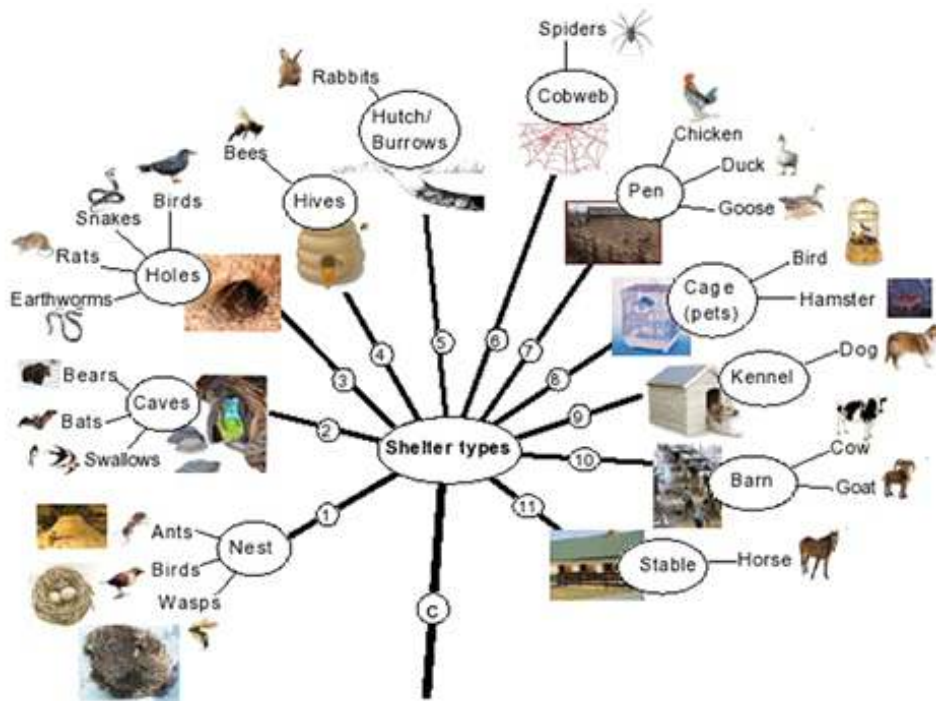 Spiders
Cobweb
Rabbits
Hutch/
Burrows
Bees
Hives
Chicken
Duck
Goose
Pen
Birds
Snakes
Rats
Earthworms
Holes
Bird
Hamster
Cage
(pets)
Dog
Kennel
Bears
Bats
Swallows
Caves
Cow
Goat
Barn
Shelter types
Ants
Birds
Wasps
Nest
Horse
Stable
1
2
3
4
5
6
7
8
9
10
11
C